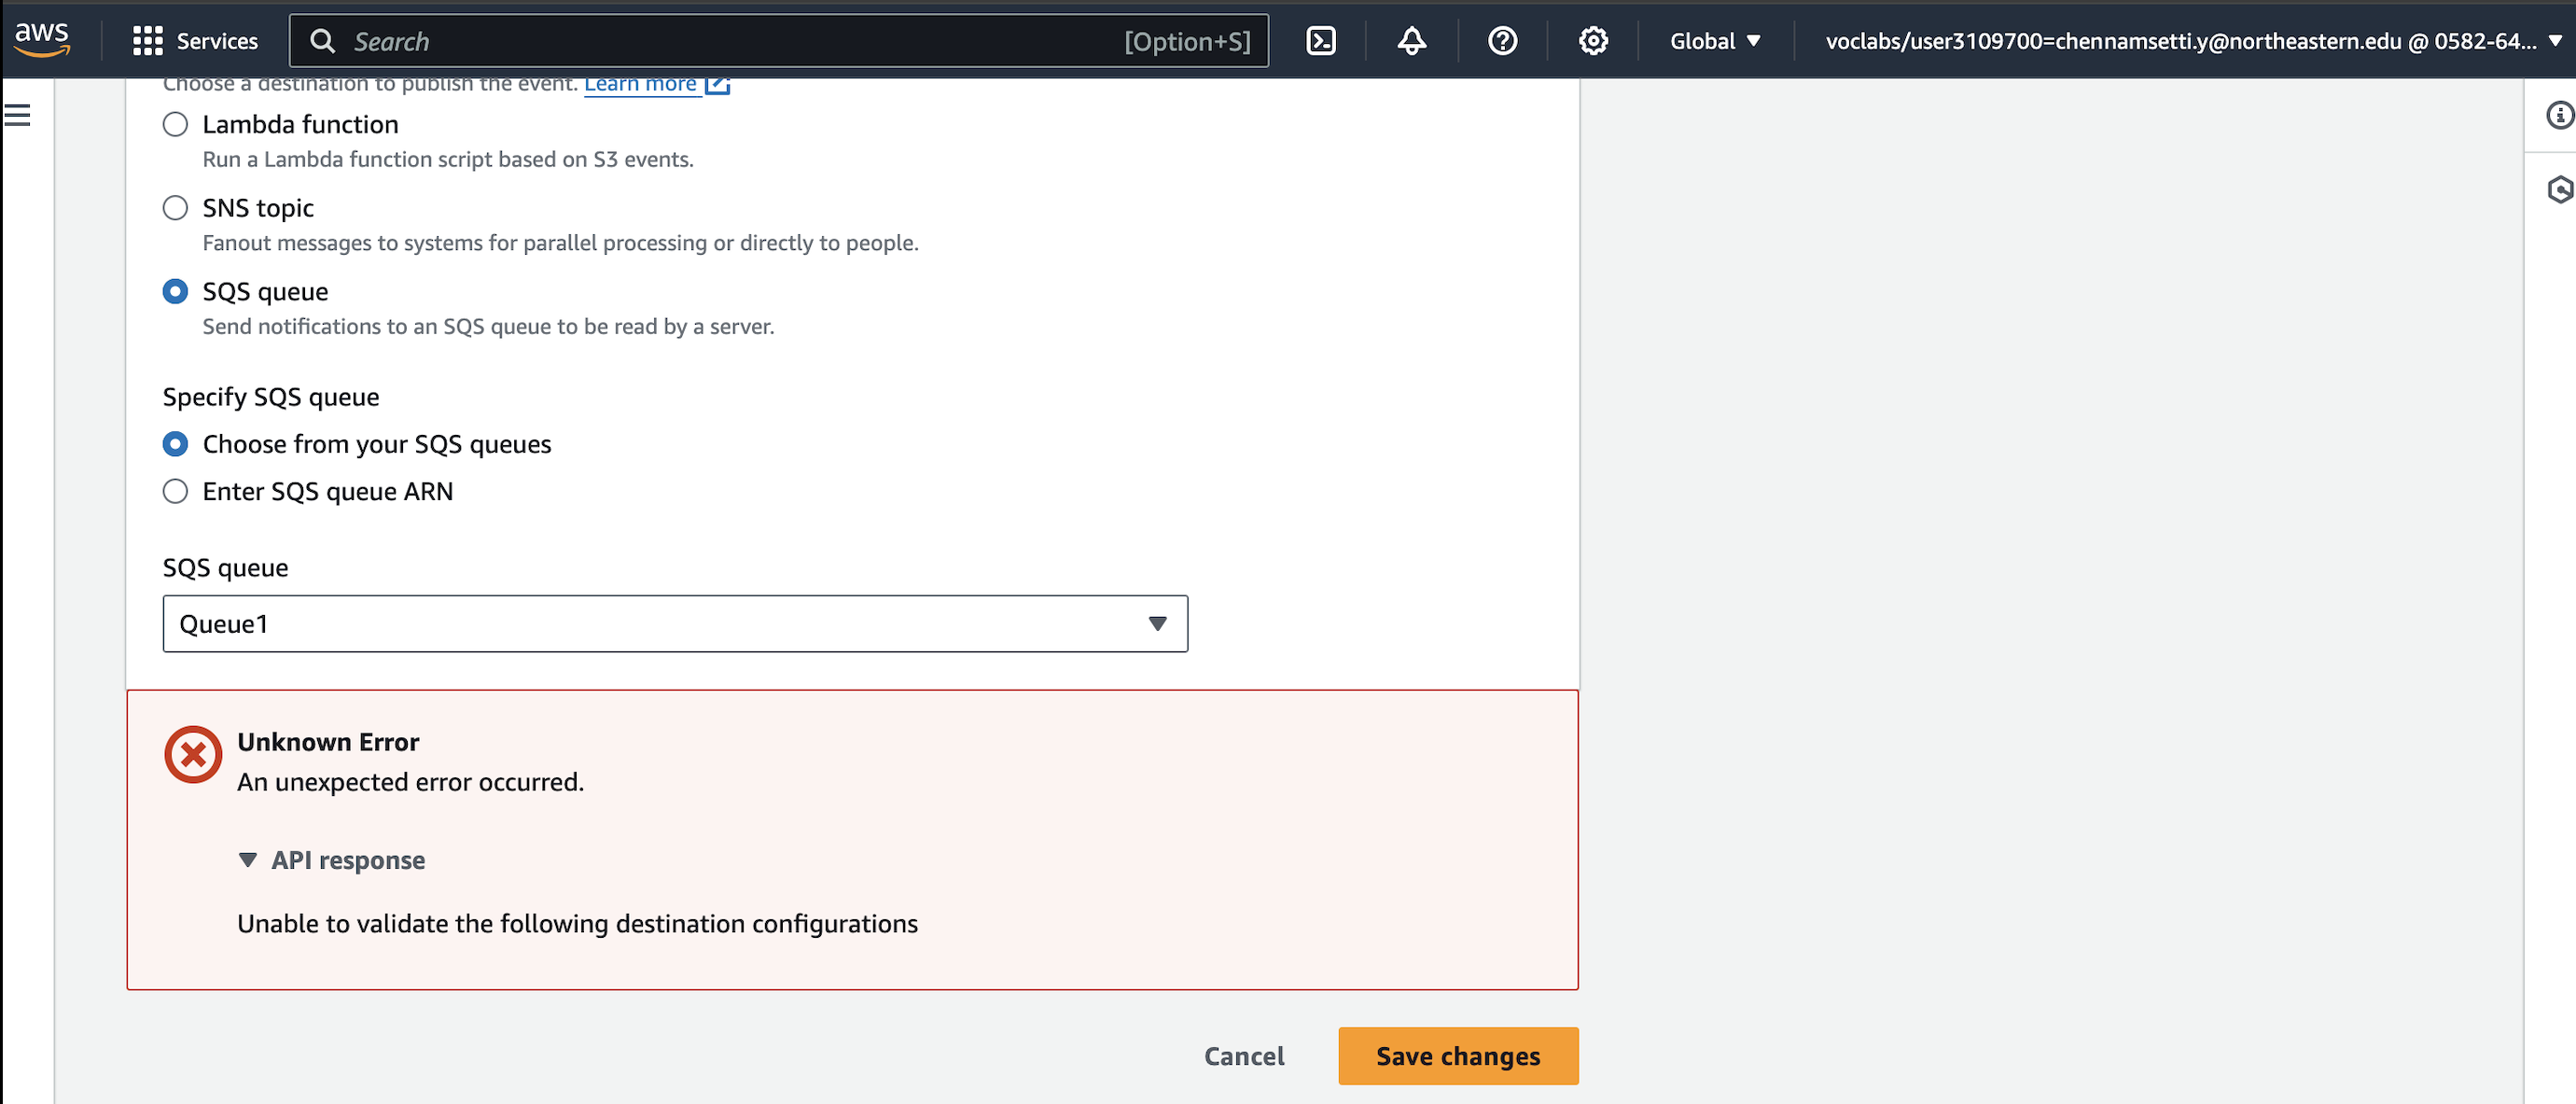 aws
Services
Search
[Option+S]
Global
voclabs/user3109700=chennamsetti.y@northeastern.edu @ 0582-64...
Choose a destination to publish the event. Learn more
Lambda function
Run a Lambda function script based on S3 events.
SNS topic
Fanout messages to systems for parallel processing or directly to people.
SQS queue
Send notifications to an SQS queue to be read by a server.
Specify SQS queue
Choose from your SQS queues
Enter SQS queue ARN
SQS queue
Queue1
Unknown Error
An unexpected error occurred.
API response
Unable to validate the following destination configurations
Cancel
Save changes